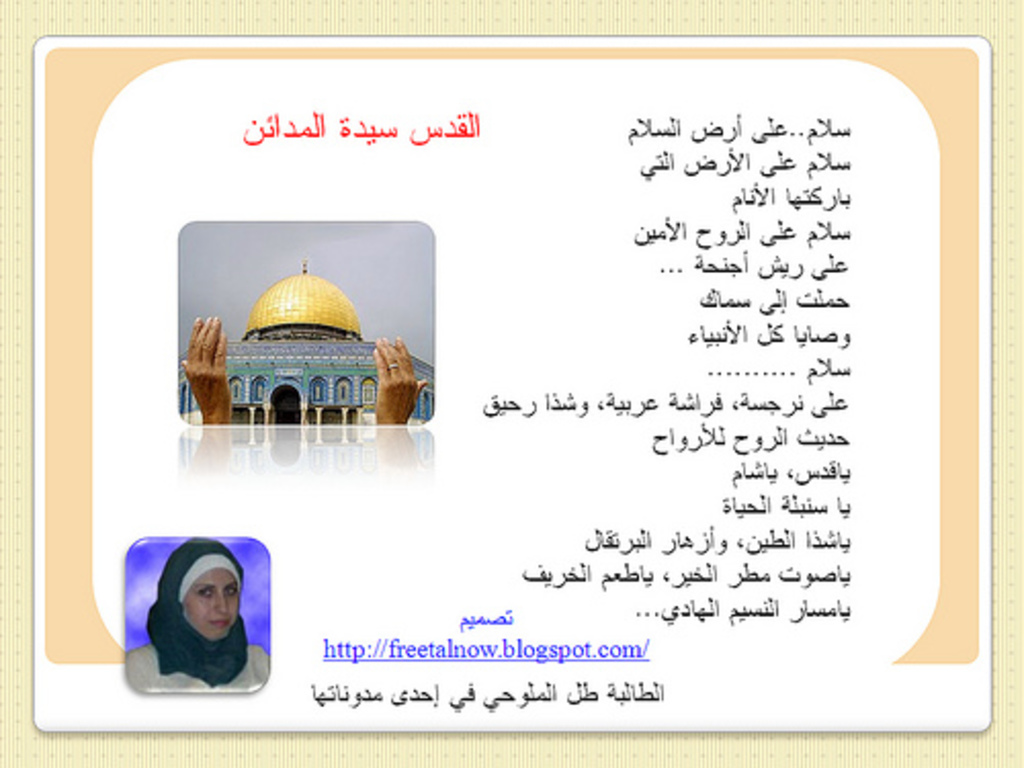 القدس سيدة المدائن
سلام..على أرض السلام
سلام على الأرض التي
باركتها الأنام
سلام على الروح الأمين
على ريش أجنحة ...
حملت إلى سماك
وصايا كل الأنبياء
سلام ..........
على نرجسة، فراشة عربية، وشذا رحيق
حديث الروح للأرواح
ياقدس، ياشام
يا سنبلة الحياة
ياشذا الطين، وأزهار البرتقال
ياصوت مطر الخير، ياطعم الخريف
يامسار النسيم الهادي...
تصميم
http://freetalnow.blogspot.com/
الطالبة طل الملوحي في إحدى مدوناتها